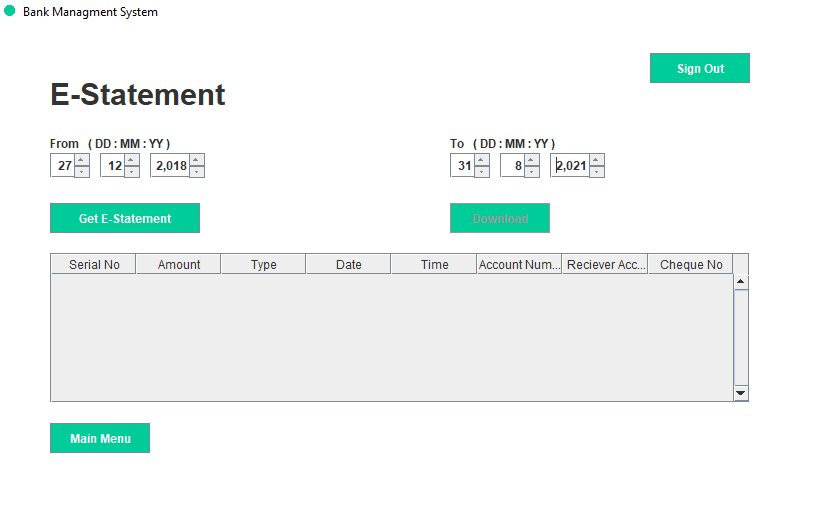 Bank Managment System
Sign Out
E-Statement
From ( DD : MM : YY ) To ( DD : MM : YY )
27 12 2,018 31 8 2,021
Get E-Statement Download
Serial No Amount Type Date Time Account Num... Reciever Acc... Cheque No
Main Menu